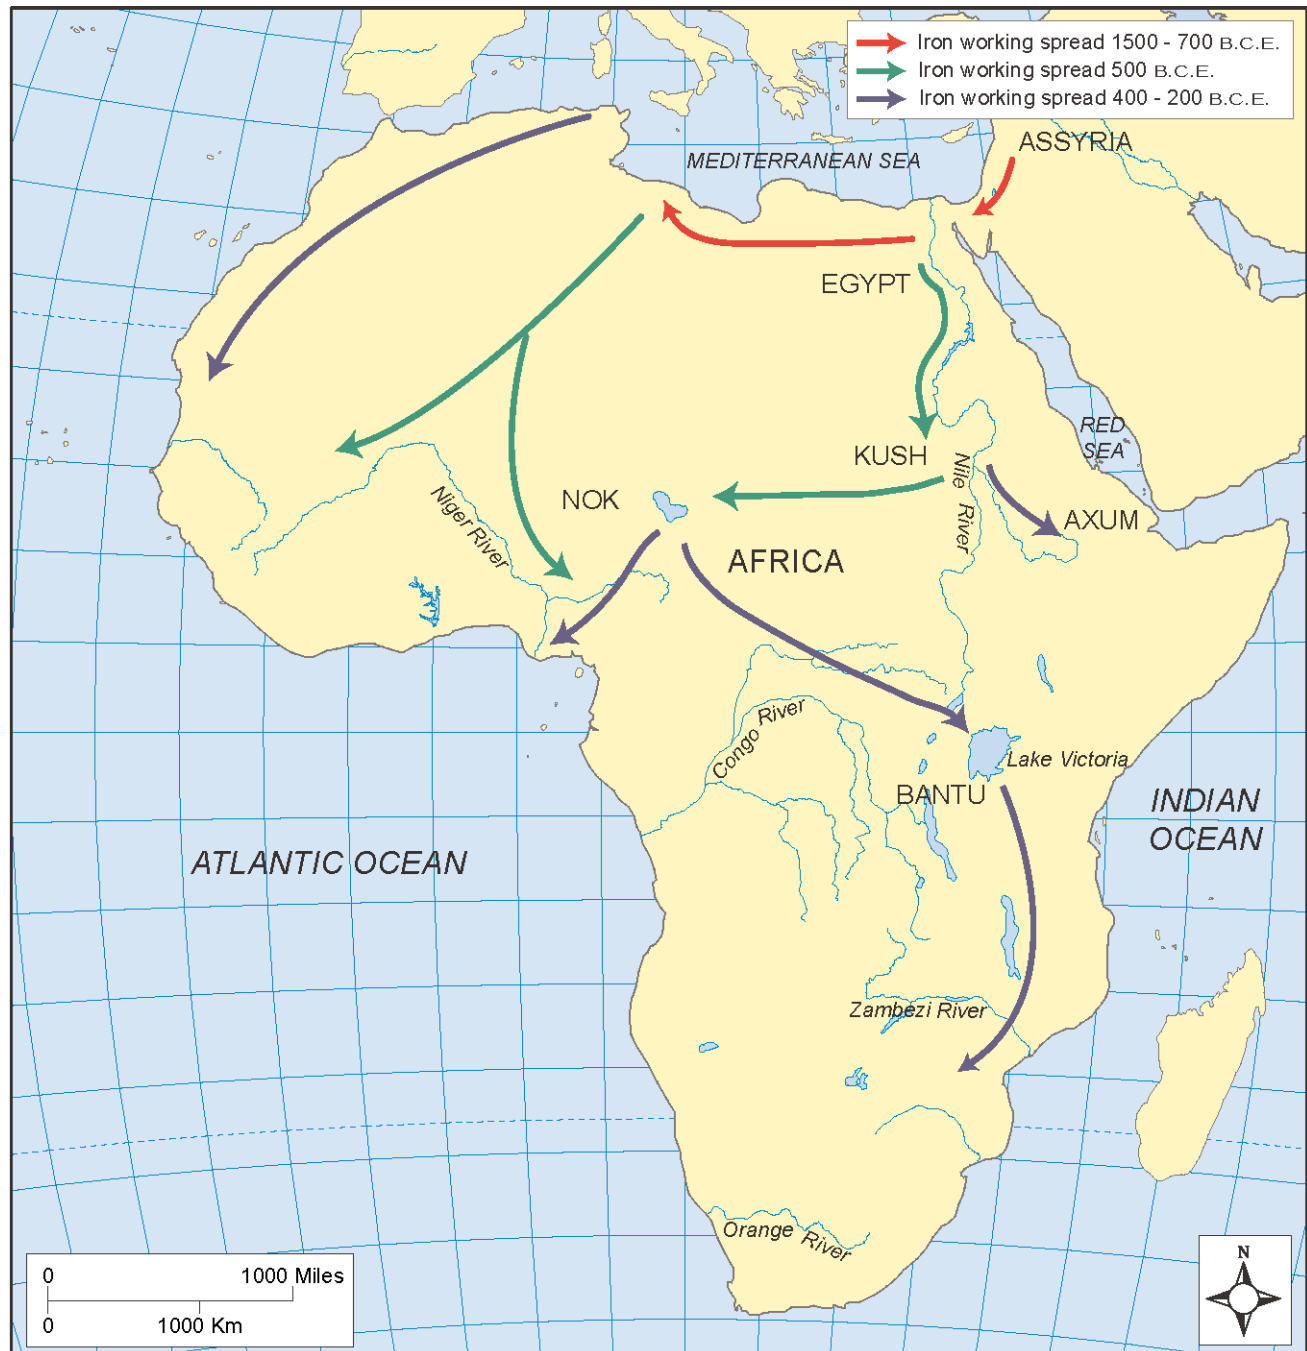 Iron working spread 1500 - 700 B.C.E.
Iron working spread 500 B.C.E.
Iron working spread 400 - 200 B.C.E.
ASSYRIA
MEDITERRANEAN SEA
EGYPT
RED
SEA
KUSH
Nile River
NOK
Niger River
AXUM
AFRICA
Congo River
Lake Victoria
BANTU
INDIAN
OCEAN
ATLANTIC OCEAN
Zambezi River
Orange River
0 1000 Miles
0 1000 Km
N